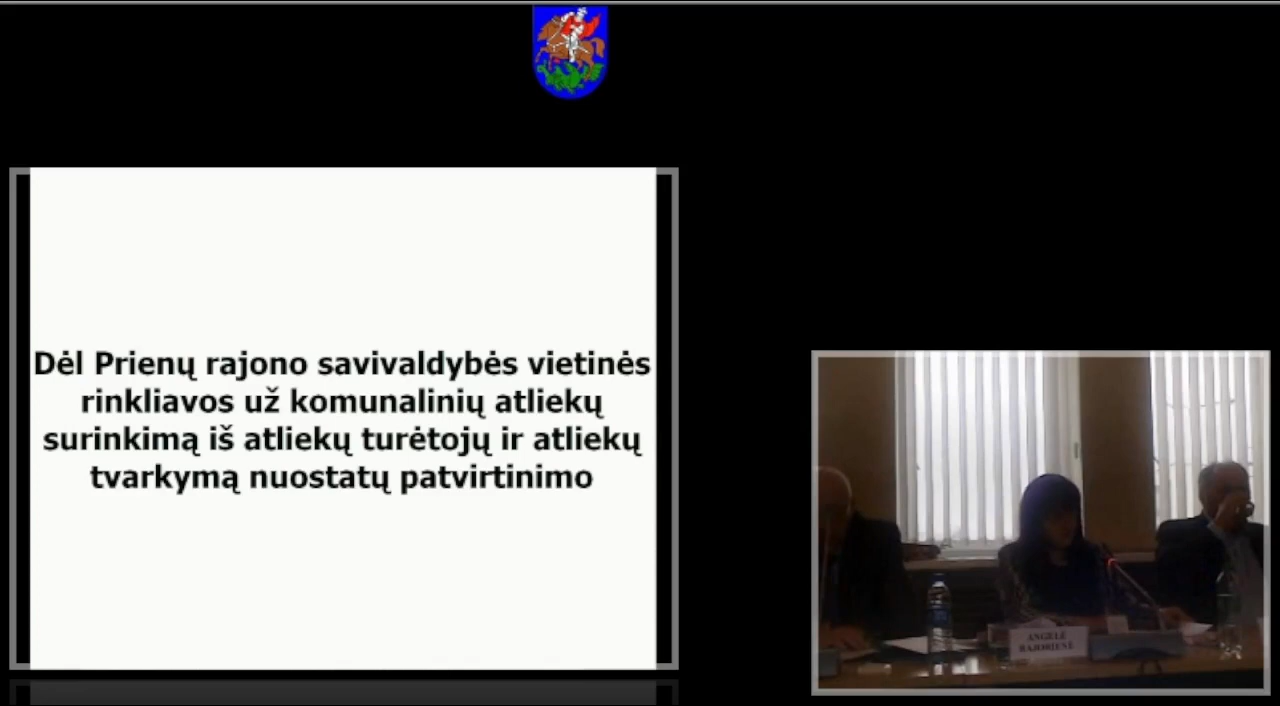 Dėl Prienų rajono savivaldybės vietinės
rinkliavos už komunalinių atliekų
surinkimą iš atliekų turėtojų ir atliekų
tvarkymą nuostatų patvirtinimo
ANGELĖ
BAJORIENĖ